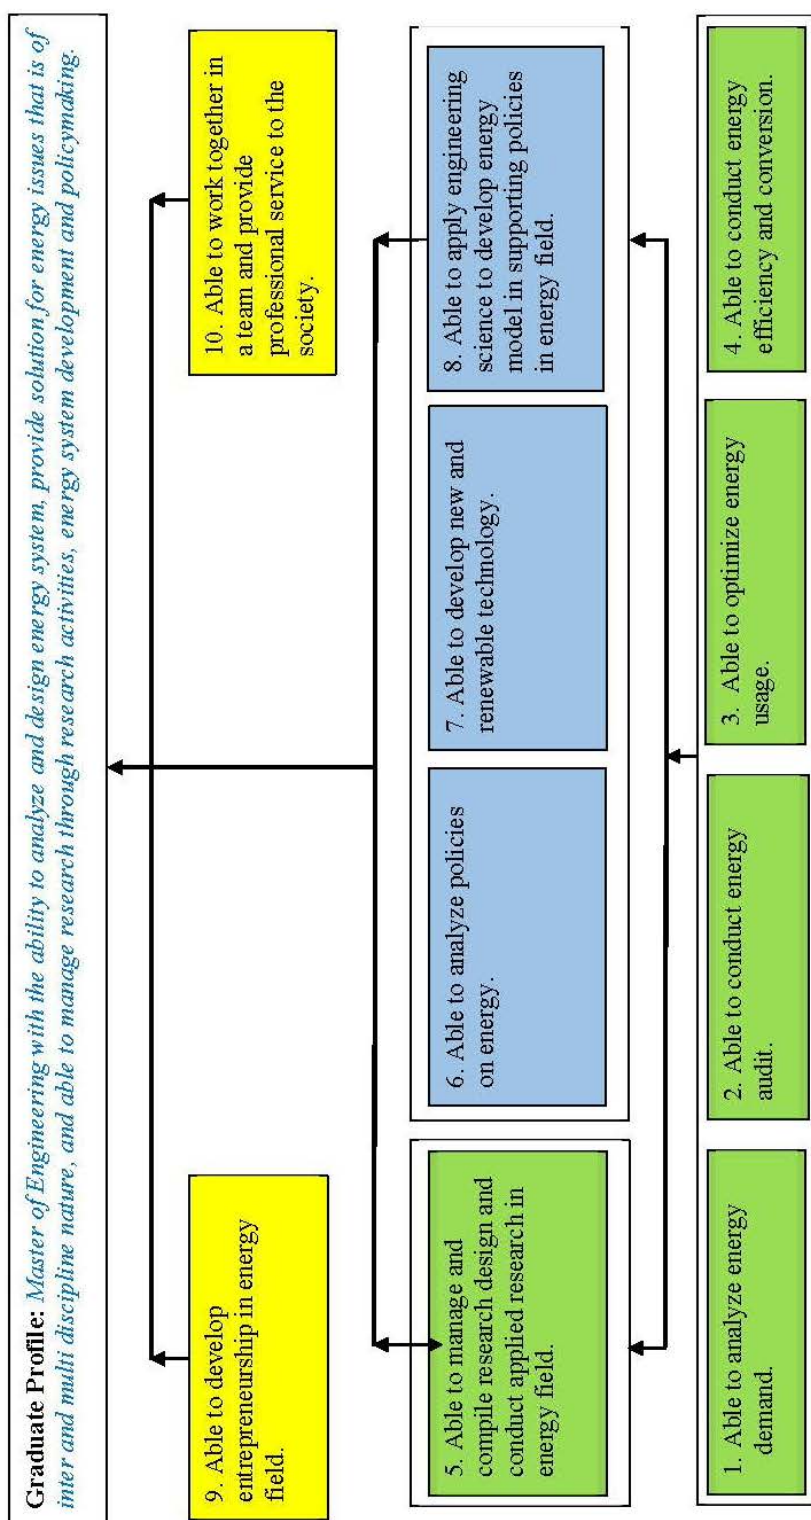 Graduate Profile: Master of Engineering with the ability to analyze and design energy system, provide solution for energy issues that is of
inter and multi discipline nature, and able to manage research through research activities, energy system development and policymaking.
9. Able to develop
entrepreneurship in energy
field.
10. Able to work together in
a team and provide
professional service to the
society.
5. Able to manage and
compile research design and
conduct applied research in
energy field.
6. Able to analyze policies
on energy.
7. Able to develop new and
renewable technology.
8. Able to apply engineering
science to develop energy
model in supporting policies
in energy field.
1. Able to analyze energy
demand.
2. Able to conduct energy
audit.
3. Able to optimize energy
usage.
4. Able to conduct energy
efficiency and conversion.